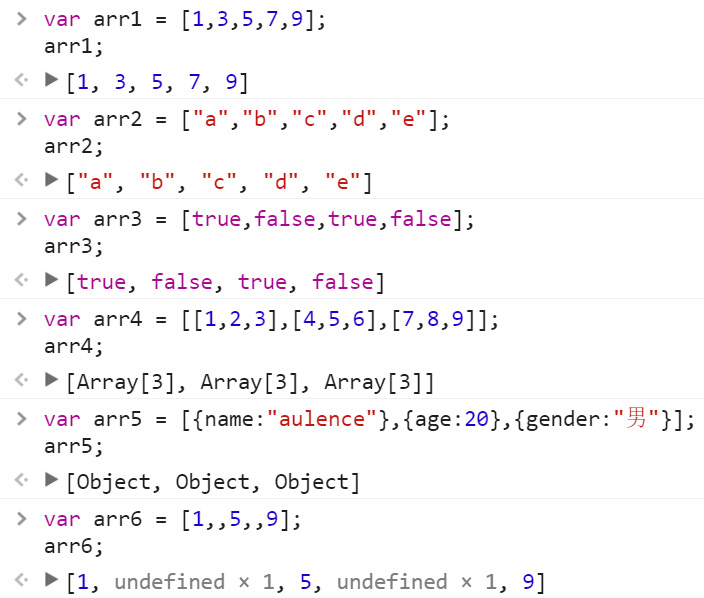 var arr1 = [1,3,5,7,9];
arr1;
[1, 3, 5, 7, 9]
var arr2 = ["a","b","c","d","e"];
arr2;
["a", "b", "c", "d", "e"]
var arr3 = [true,false,true,false];
arr3;
[true, false, true, false]
var arr4 = [[1,2,3],[4,5,6],[7,8,9]];
arr4;
[Array[3], Array[3], Array[3]]
var arr5 = [{name:"aulence"},{age:20},{gender:"男"}];
arr5;
[Object, Object, Object]
var arr6 = [1,,5,,9];
arr6;
[1, undefined × 1, 5, undefined × 1, 9]